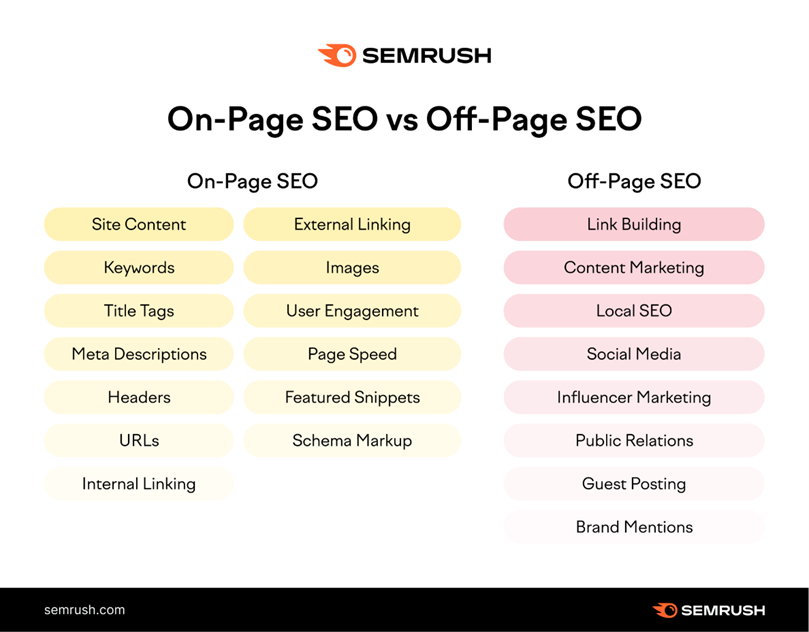 SEMRUSH
On-Page SEO vs Off-Page SEO
On-Page SEO
Site Content
Keywords
Title Tags
Meta Descriptions
Headers
URLs
Internal Linking
External Linking
Images
User Engagement
Page Speed
Featured Snippets
Schema Markup
Off-Page SEO
Link Building
Content Marketing
Local SEO
Social Media
Influencer Marketing
Public Relations
Guest Posting
Brand Mentions
semrush.com
SEMRUSH